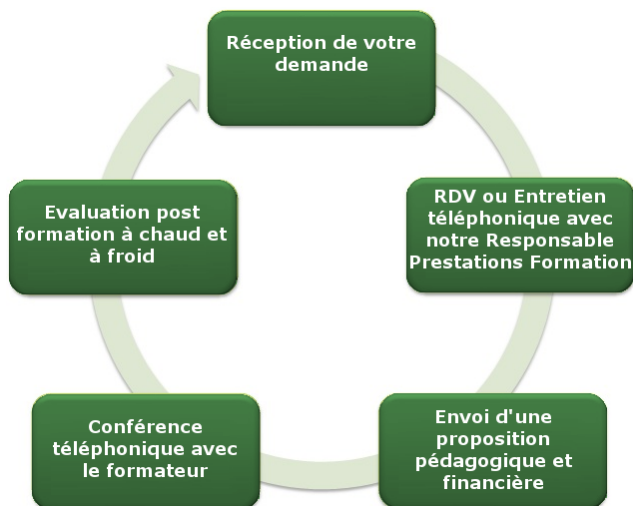 Réception de votre
demande
RDV ou Entretien
téléphonique avec
notre Responsable
Prestations Formation
Envoi d'une
proposition
pédagogique et
financière
Conférence
téléphonique avec
le formateur
Evaluation post
formation à chaud et
à froid